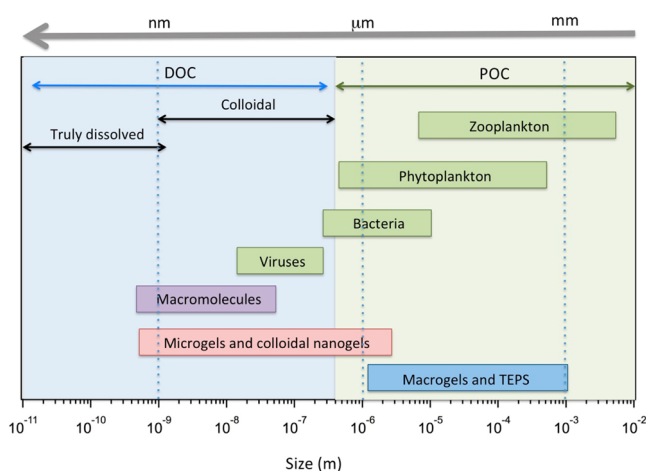 nm μm mm
DOC POC
Colloidal
Zooplankton
Truly dissolved
Phytoplankton
Bacteria
Viruses
Macromolecules
Microgels and colloidal nanogels
Macrogels and TEPS
10⁻¹¹ 10⁻¹⁰ 10⁻⁹ 10⁻⁸ 10⁻⁷ 10⁻⁶ 10⁻⁵ 10⁻⁴ 10⁻³ 10⁻²
Size (m)